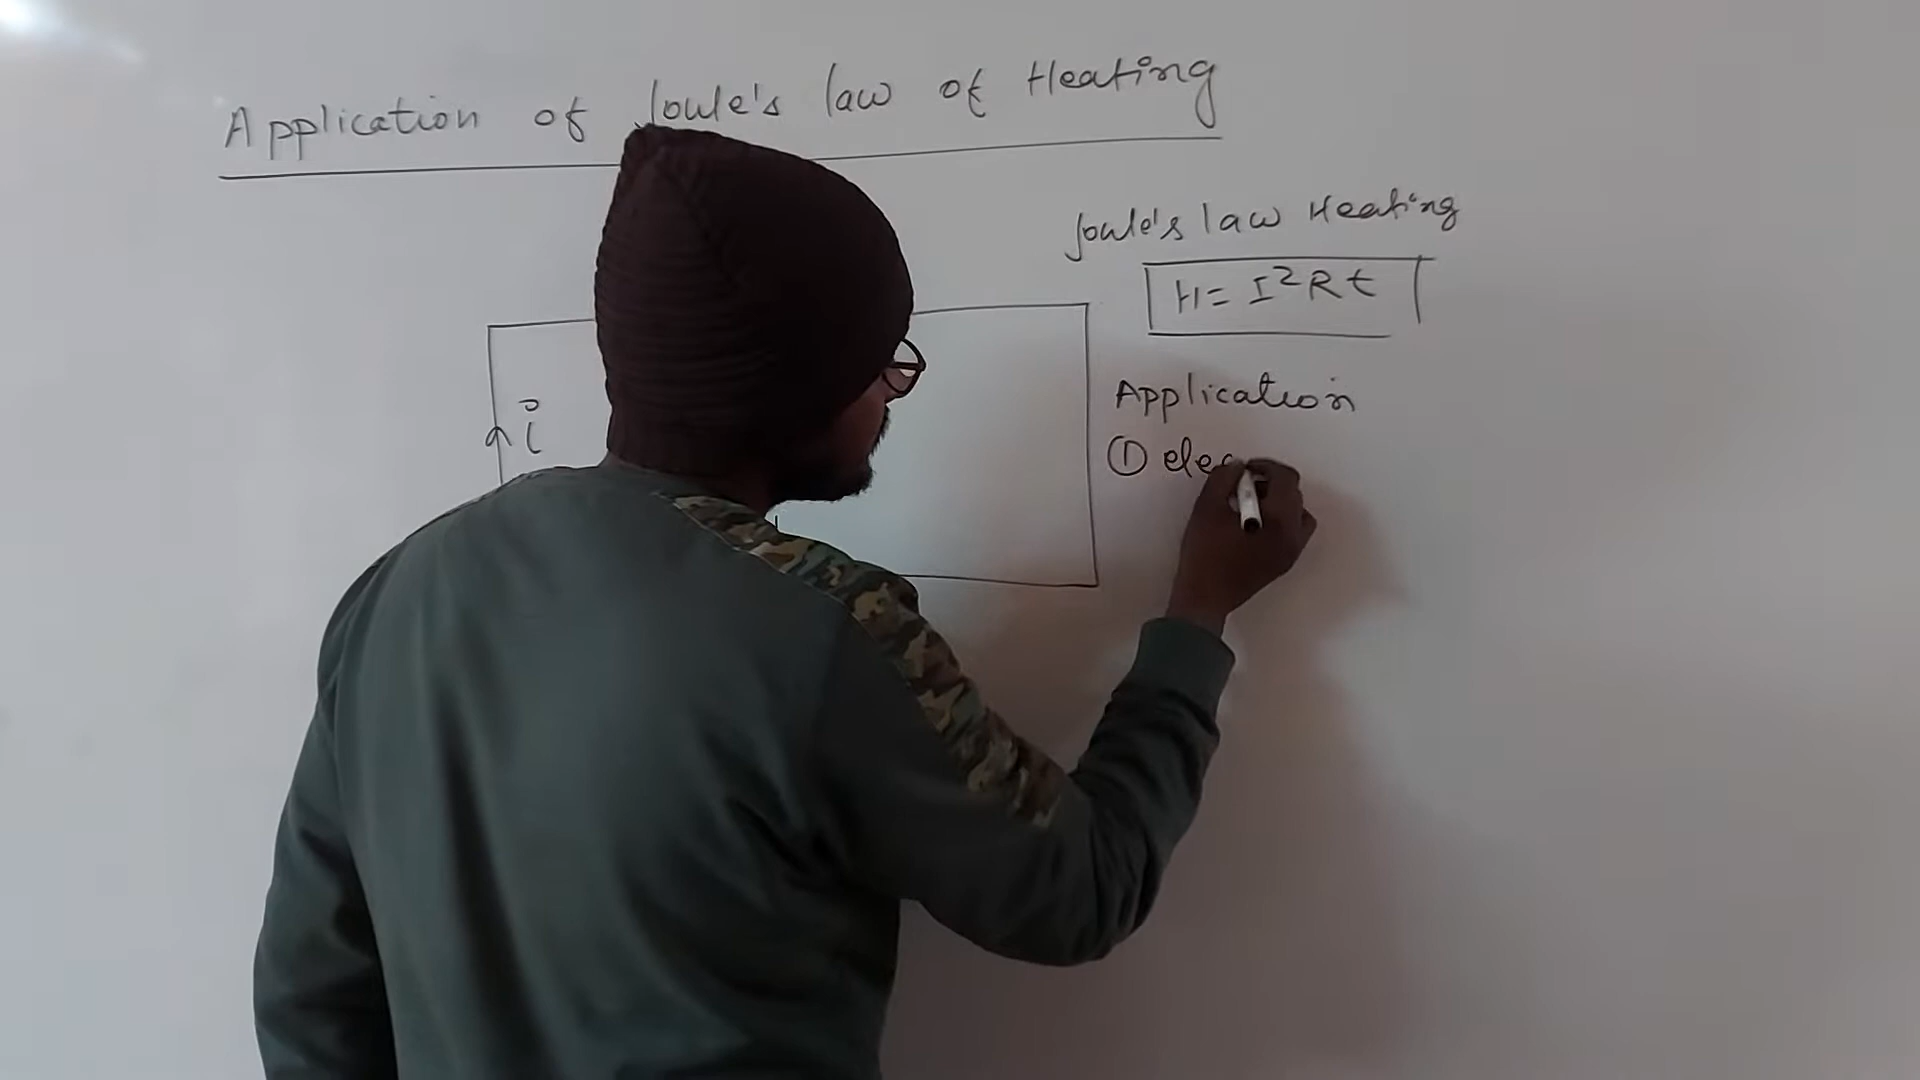 Application of Joule's law of Heating
Joule's law Heating
H = I²Rt
i
Application
① elec